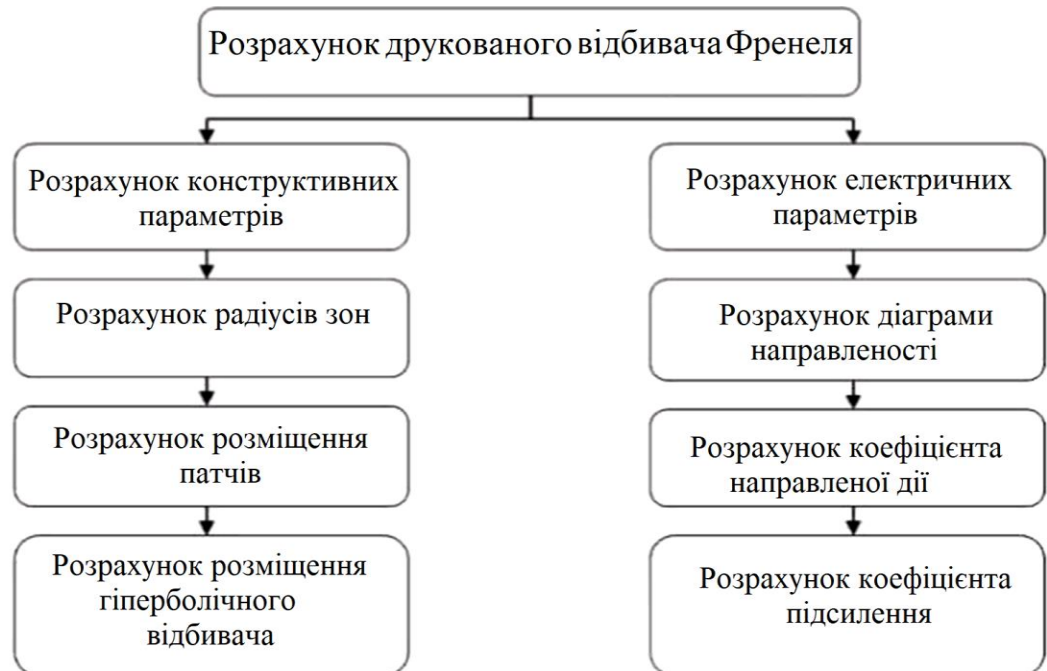 Розрахунок друкованого відбивача Френеля
Розрахунок конструктивних
параметрів
Розрахунок радіусів зон
Розрахунок розміщення
патчів
Розрахунок розміщення
гіперболічного
відбивача
Розрахунок електричних
параметрів
Розрахунок діаграми
направленості
Розрахунок коефіцієнта
направленої дії
Розрахунок коефіцієнта
підсилення